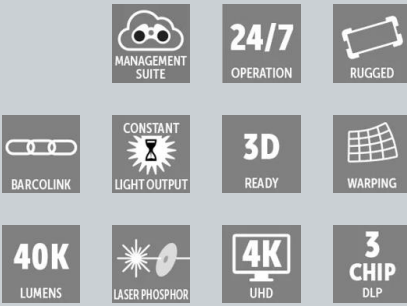 MANAGEMENT
SUITE
24/7
OPERATION
RUGGED
BARCOLINK
CONSTANT
LIGHT OUTPUT
3D
READY
WARPING
40K
LUMENS
LASER PHOSPHOR
4K
UHD
3
CHIP
DLP